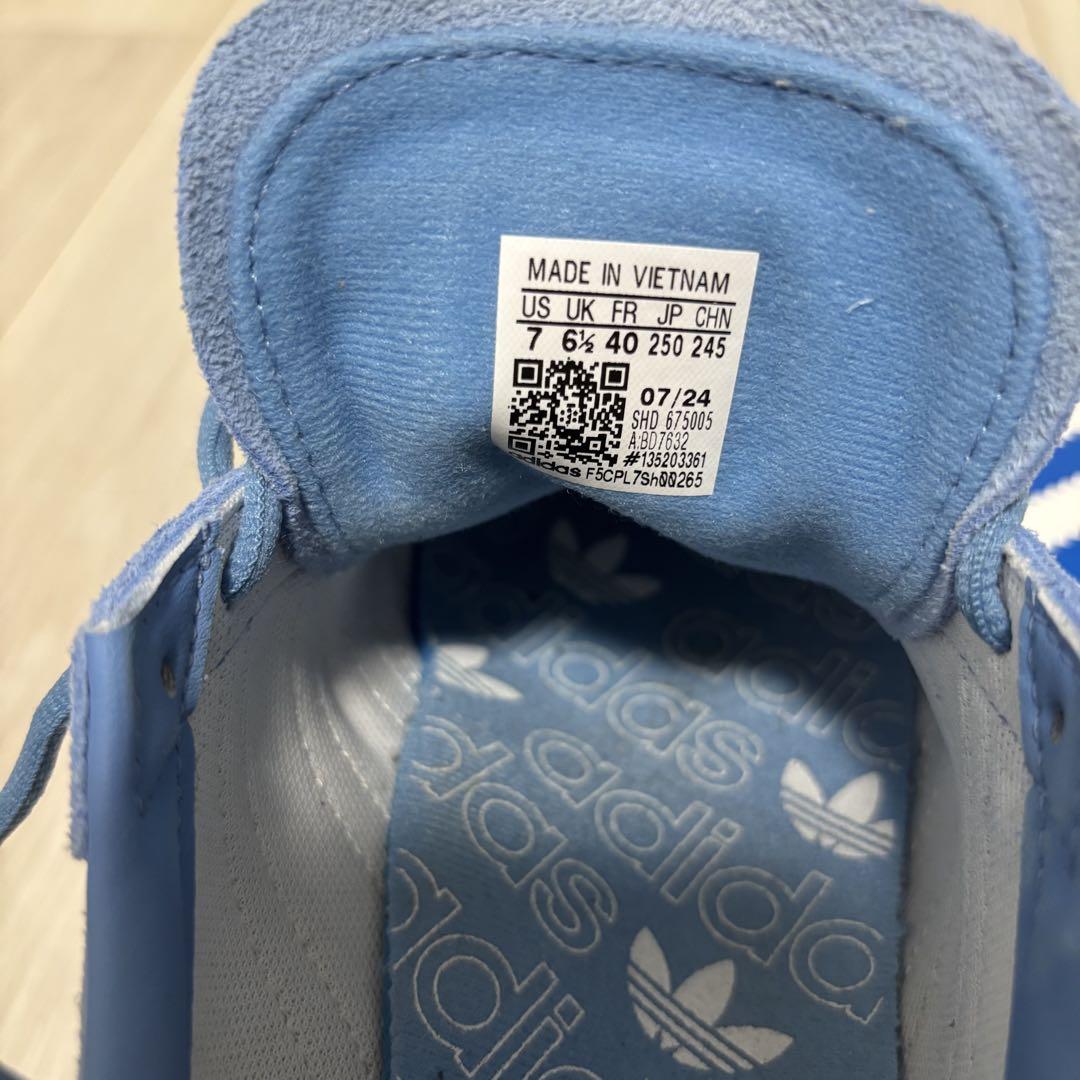 MADE IN VIETNAM
US UK FR JP CHN
7 6½ 40 250 245
07/24
SHD 675005
A:BD7632
#135203361
adidas F5CPL7Sh00265
adidas
adidas